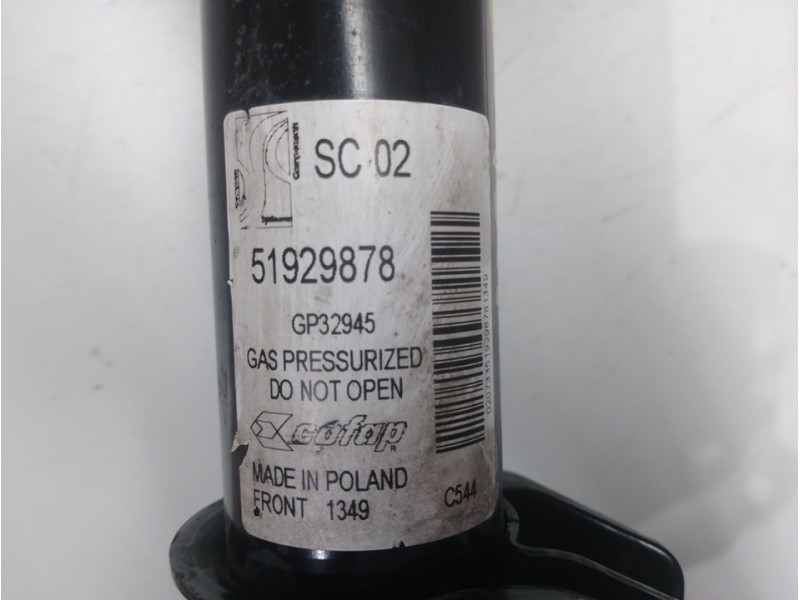 SC 02
51929878
GP32945
GAS PRESSURIZED
DO NOT OPEN
cofap
MADE IN POLAND
FRONT 1349
C544